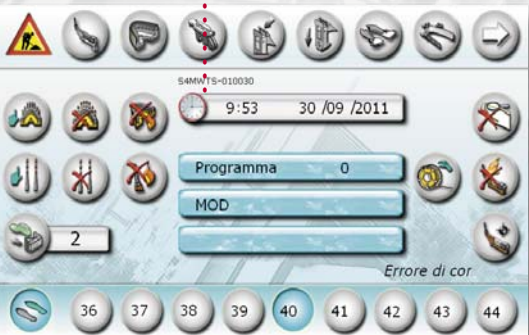 S4MWTS-010030
9:53 30 /09 /2011
Programma 0
MOD
2
Errore di cor
36 37 38 39 40 41 42 43 44